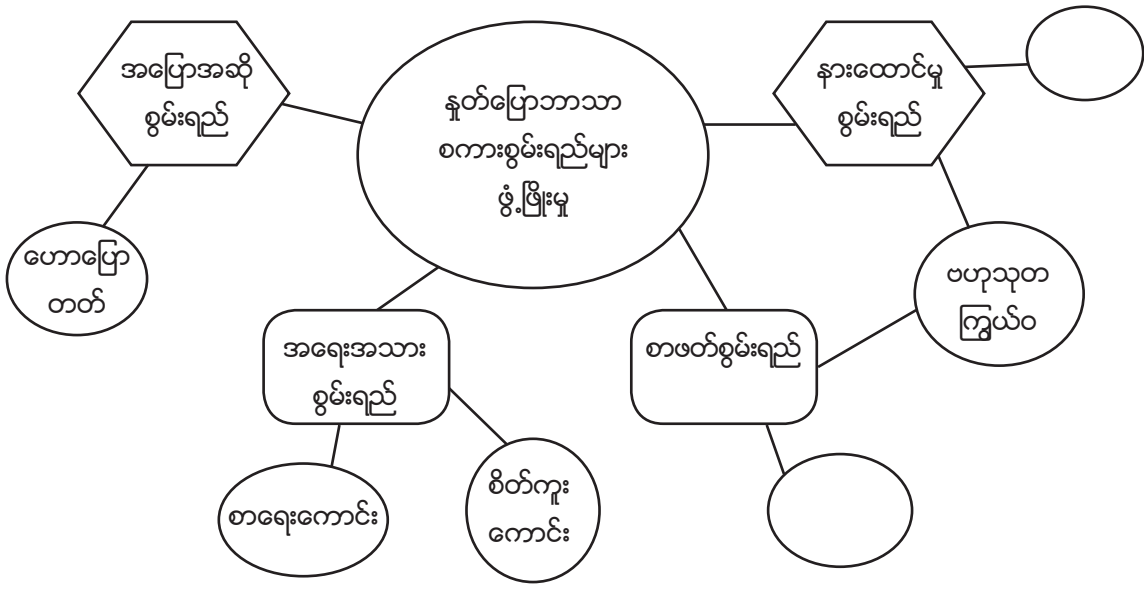 အပြောအဆို
စွမ်းရည်
နှုတ်ပြောဘာသာ
စကားစွမ်းရည်များ
ဖွံ့ဖြိုးမှု
နားထောင်မှု
စွမ်းရည်
ဟောပြော
တတ်
ဗဟုသုတ
ကြွယ်ဝ
အရေးအသား
စွမ်းရည်
စာဖတ်စွမ်းရည်
စာရေးကောင်း
စိတ်ကူး
ကောင်း